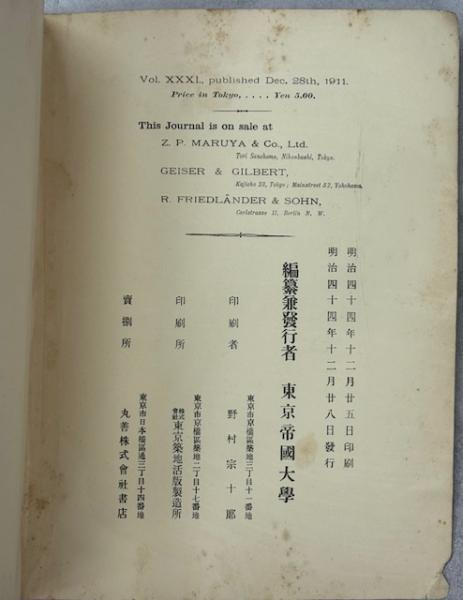 Vol. XXXI., published Dec. 28th, 1911.
Price in Tokyo, . . . . Yen 5.00.
This Journal is on sale at
Z. P. MARUYA & Co., Ltd.
Tori Sanchome, Nihonbashi, Tokyo.
GEISER & GILBERT,
Kajicho 22, Tokyo; Mainstreet 52, Yokohama.
R. FRIEDLÄNDER & SOHN,
Carlstrasse 11, Berlin N. W.
明治四十四年十二月廿五日印刷
明治四十四年十二月廿八日發行
編纂兼發行者 東京帝國大學
東京市京橋區築地三丁目十一番地
印刷者 野村宗十郎
東京市京橋區築地二丁目十七番地
印刷所 株式會社東京築地活版製造所
東京市日本橋區通三丁目十四番地
賣捌所 丸善株式會社書店